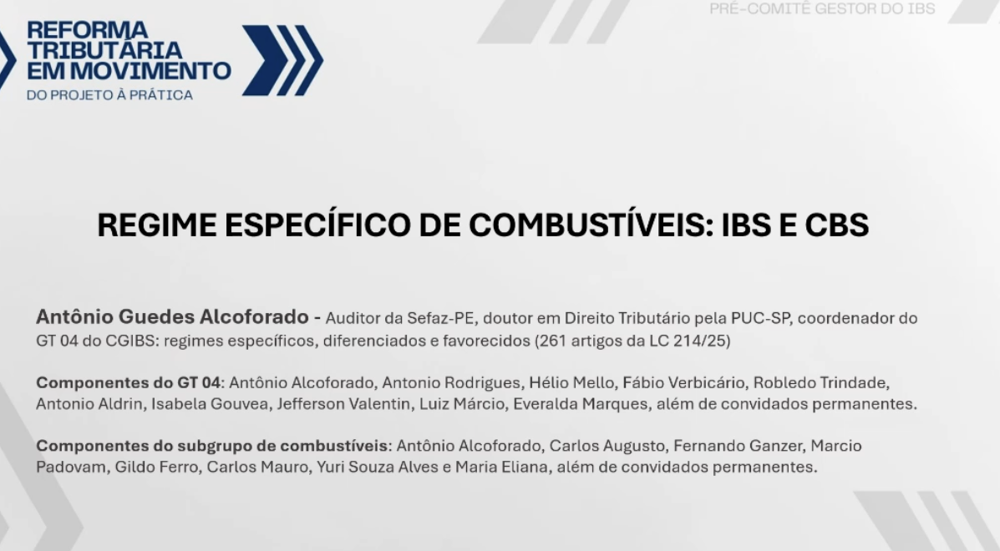 PRÉ-COMITÊ GESTOR DO IBS
REFORMA
TRIBUTÁRIA
EM MOVIMENTO
DO PROJETO À PRÁTICA
REGIME ESPECÍFICO DE COMBUSTÍVEIS: IBS E CBS
Antônio Guedes Alcoforado - Auditor da Sefaz-PE, doutor em Direito Tributário pela PUC-SP, coordenador do
GT 04 do CGIBS: regimes específicos, diferenciados e favorecidos (261 artigos da LC 214/25)
Componentes do GT 04: Antônio Alcoforado, Antonio Rodrigues, Hélio Mello, Fábio Verbicário, Robledo Trindade,
Antonio Aldrin, Isabela Gouvea, Jefferson Valentin, Luiz Márcio, Everalda Marques, além de convidados permanentes.
Componentes do subgrupo de combustíveis: Antônio Alcoforado, Carlos Augusto, Fernando Ganzer, Marcio
Padovam, Gildo Ferro, Carlos Mauro, Yuri Souza Alves e Maria Eliana, além de convidados permanentes.